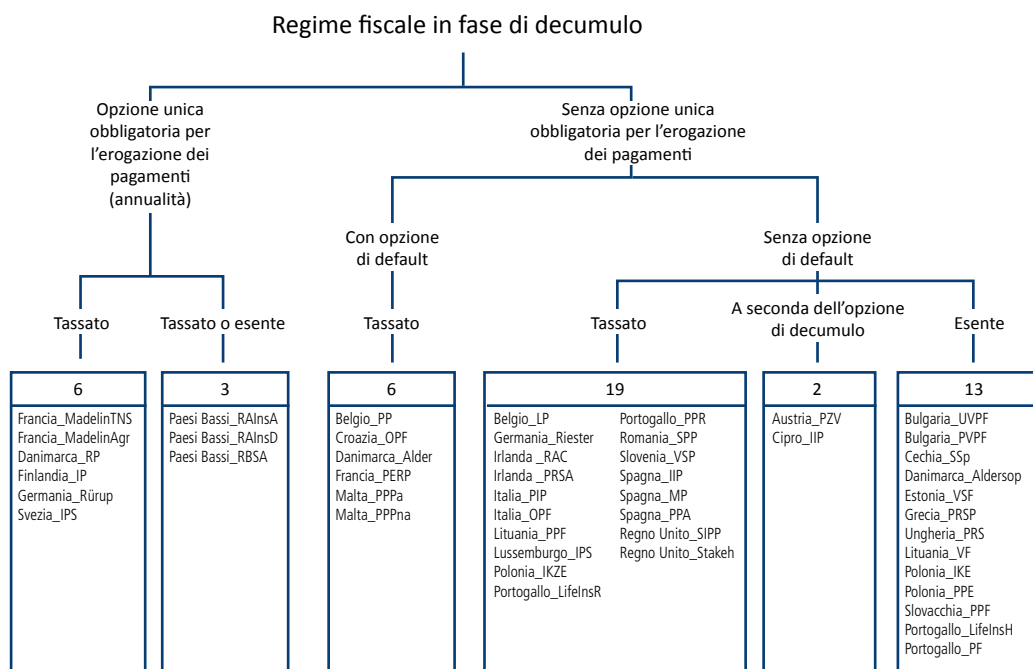 Regime fiscale in fase di decumulo
Opzione unica
obbligatoria per
l'erogazione dei
pagamenti
(annualità)
Senza opzione unica
obbligatoria per l'erogazione
dei pagamenti
Con opzione
di default
Senza opzione
di default
Tassato
Tassato o esente
Tassato
Tassato
A seconda dell'opzione
di decumulo
Esente
6
Francia_MadelinTNS
Francia_MadelinAgr
Danimarca_RP
Finlandia_IP
Germania_Rürup
Svezia_IPS
3
Paesi Bassi_RAInsA
Paesi Bassi_RAInsD
Paesi Bassi_RBSA
6
Belgio_PP
Croazia_OPF
Danimarca_Alder
Francia_PERP
Malta_PPPa
Malta_PPPna
19
Belgio_LP
Germania_Riester
Irlanda _RAC
Irlanda _PRSA
Italia_PIP
Italia_OPF
Lituania_PPF
Lussemburgo_IPS
Polonia_IKZE
Portogallo_LifeInsR
Portogallo_PPR
Romania_SPP
Slovenia_VSP
Spagna_IIP
Spagna_MP
Spagna_PPA
Regno Unito_SIPP
Regno Unito_Stakeh
2
Austria_PZV
Cipro_IIP
13
Bulgaria_UVPF
Bulgaria_PVPF
Cechia_SSp
Danimarca_Aldersop
Estonia_VSF
Grecia_PRSP
Ungheria_PRS
Lituania_VF
Polonia_IKE
Polonia_PPE
Slovacchia_PPF
Portogallo_LifeInsH
Portogallo_PF